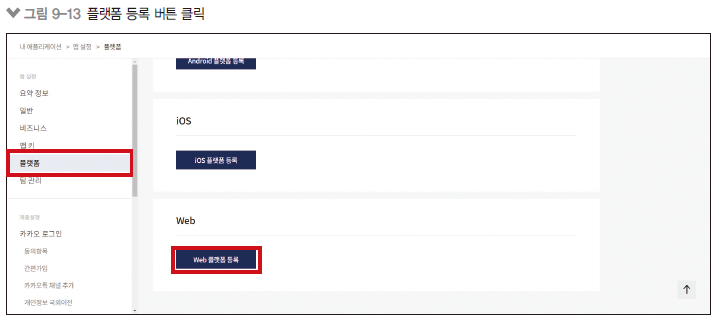 그림 9-13 플랫폼 등록 버튼 클릭
내 애플리케이션 > 앱 설정 > 플랫폼
앱 설정
요약 정보
일반
비즈니스
앱 키
플랫폼
팀 관리
제품 설정
카카오 로그인
동의항목
간편가입
카카오톡 채널 추가
개인정보 국외이전
Android 플랫폼 등록
iOS
iOS 플랫폼 등록
Web
Web 플랫폼 등록